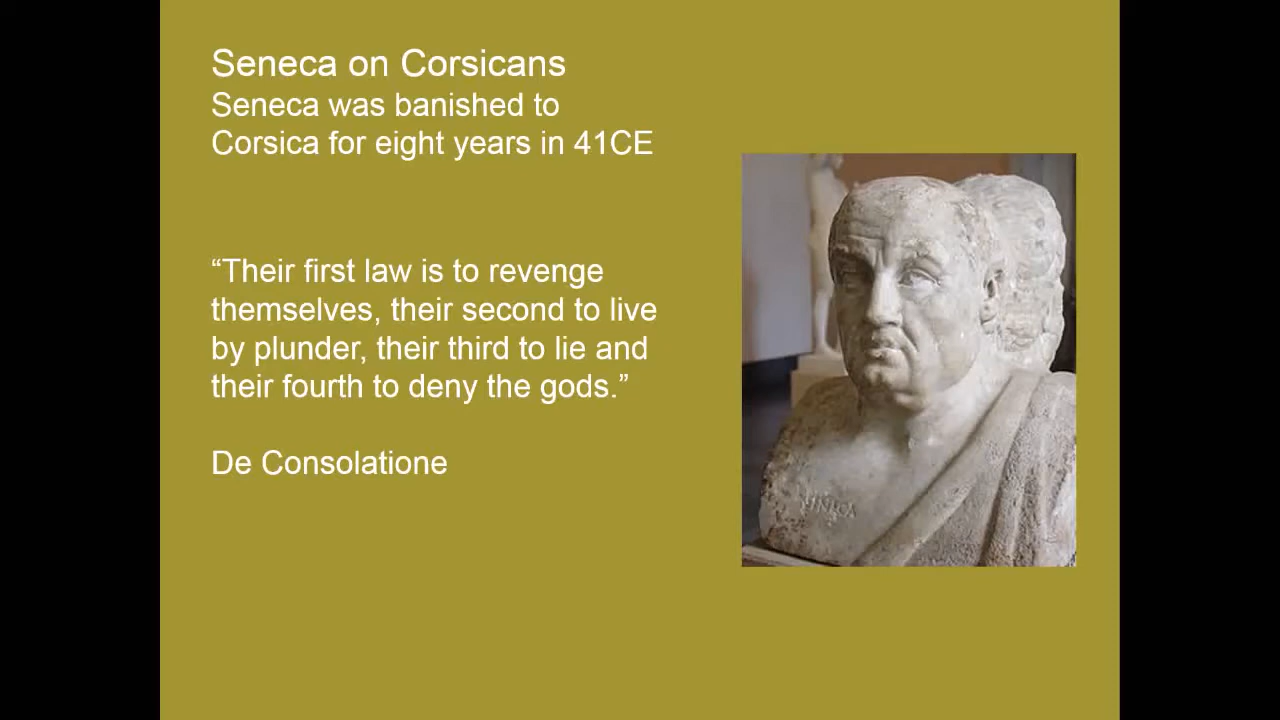 Seneca on Corsicans
Seneca was banished to
Corsica for eight years in 41CE
“Their first law is to revenge
themselves, their second to live
by plunder, their third to lie and
their fourth to deny the gods.”
De Consolatione